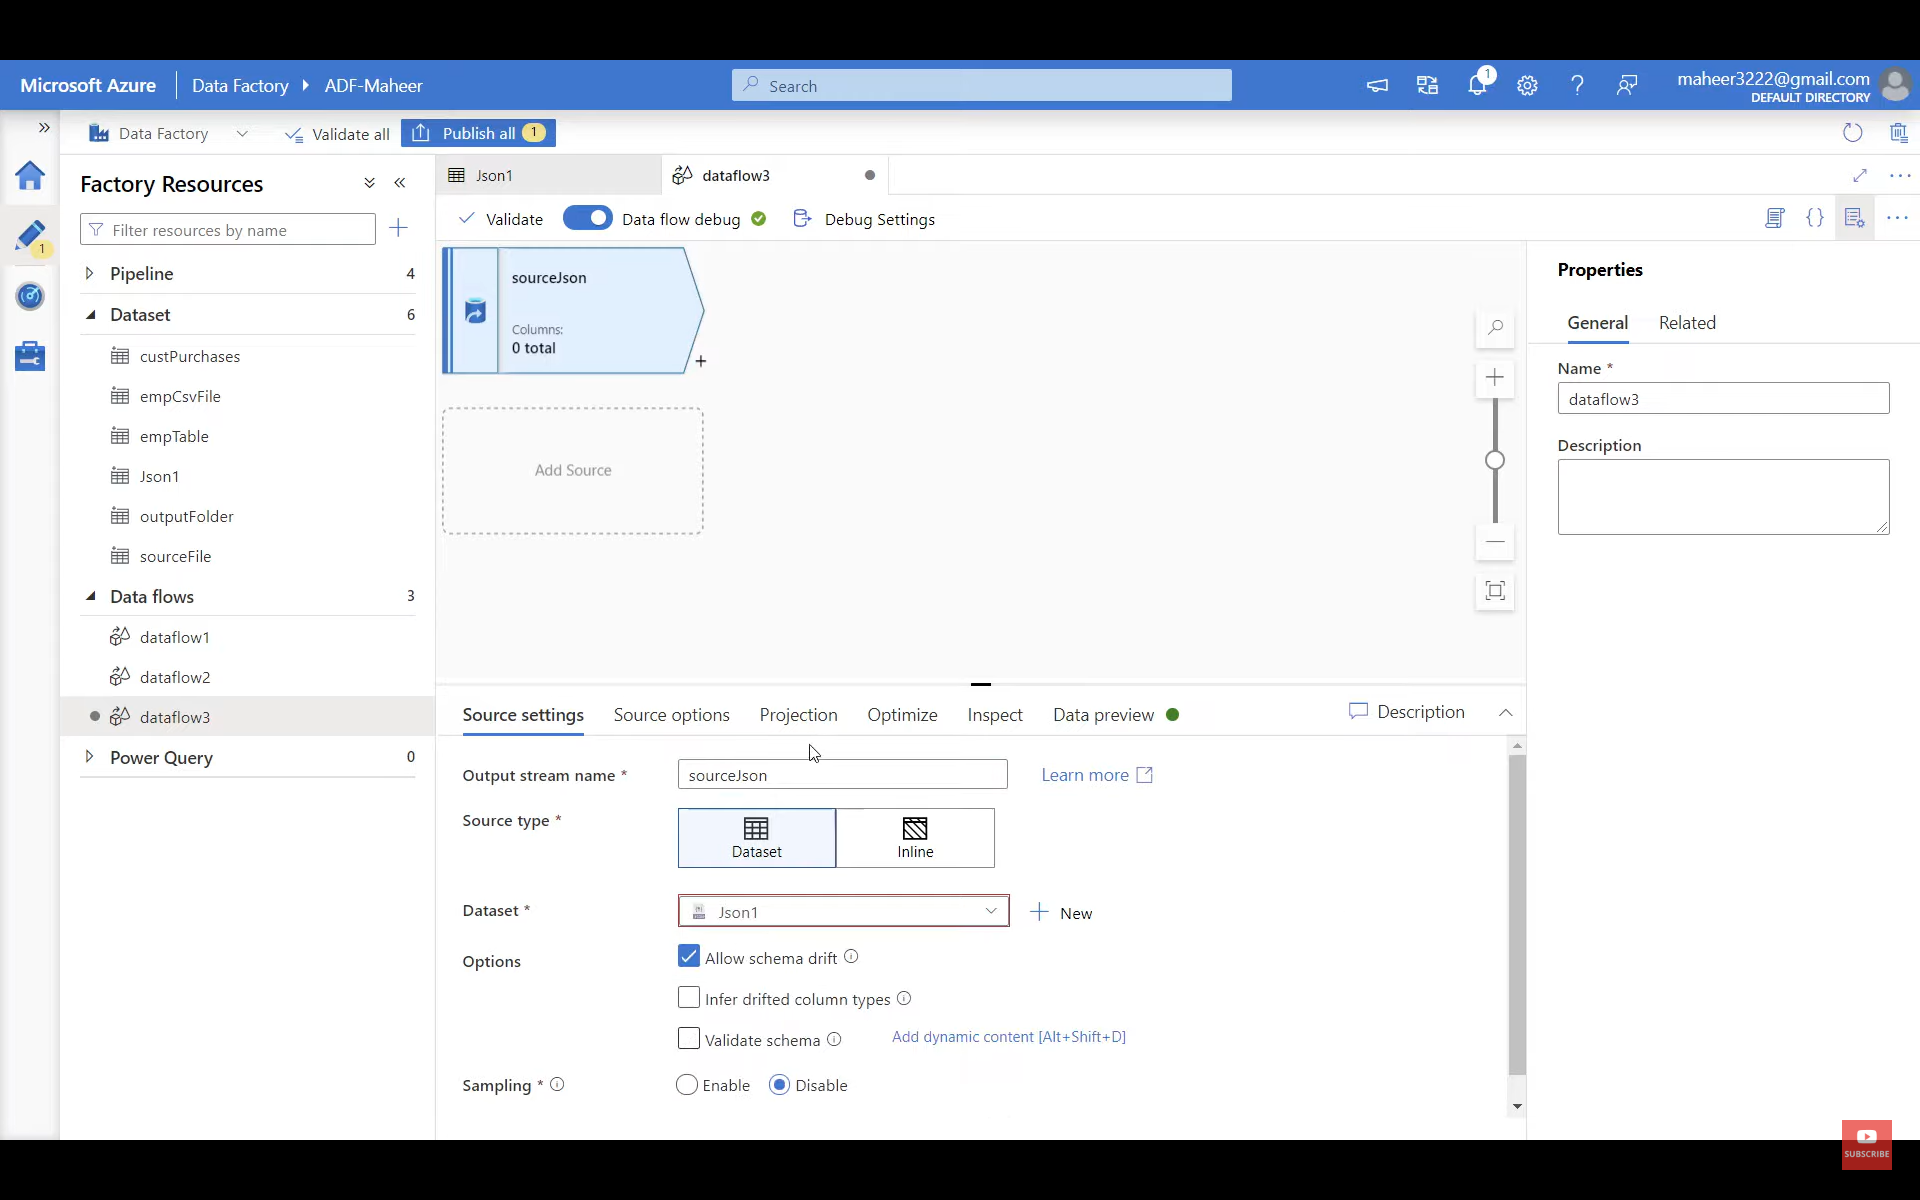 Microsoft Azure
Data Factory
ADF-Maheer
Search
1
maheer3222@gmail.com
DEFAULT DIRECTORY
Data Factory
Validate all
Publish all 1
1
Factory Resources
Filter resources by name
Pipeline 4
Dataset 6
custPurchases
empCsvFile
empTable
Json1
outputFolder
sourceFile
Data flows 3
dataflow1
dataflow2
dataflow3
Power Query 0
Json1
dataflow3
Validate
Data flow debug
Debug Settings
sourceJson
Columns:
0 total
+
Add Source
Source settings
Source options
Projection
Optimize
Inspect
Data preview
Description
Output stream name *
sourceJson
Learn more
Source type *
Dataset
Inline
Dataset *
Json1
New
Options
Allow schema drift
Infer drifted column types
Validate schema
Add dynamic content [Alt+Shift+D]
Sampling *
Enable
Disable
Properties
General
Related
Name *
dataflow3
Description
SUBSCRIBE